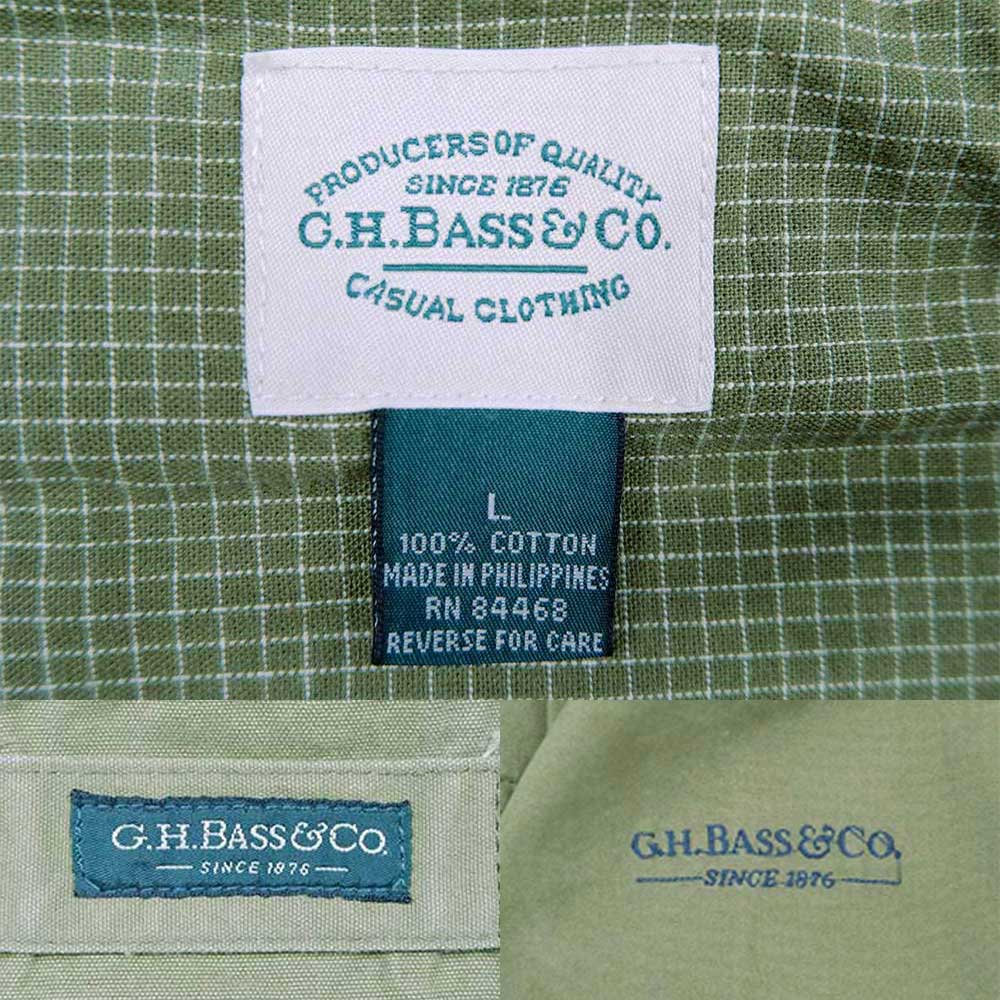 PRODUCERS OF QUALITY
SINCE 1876
G.H.BASS & CO.
CASUAL CLOTHING
L
100% COTTON
MADE IN PHILIPPINES
RN 84468
REVERSE FOR CARE
G.H.BASS & CO.
SINCE 1876
G.H.BASS & CO.
SINCE 1876